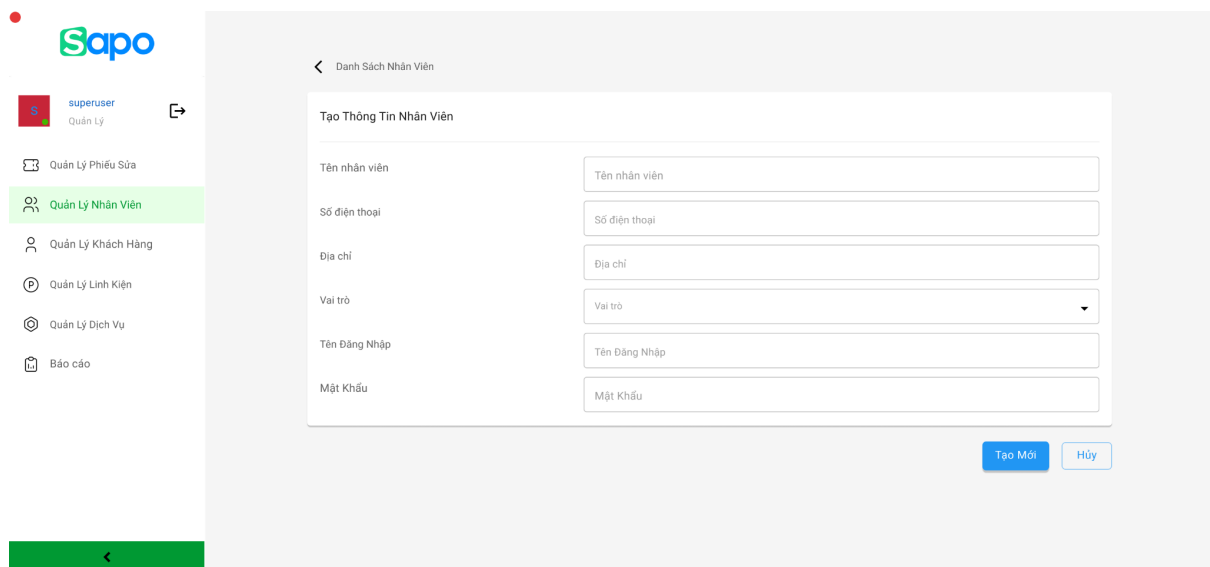 Sapo
S
superuser
Quản Lý
Quản Lý Phiếu Sửa
Quản Lý Nhân Viên
Quản Lý Khách Hàng
P
Quản Lý Linh Kiện
Quản Lý Dịch Vụ
Báo cáo
Danh Sách Nhân Viên
Tạo Thông Tin Nhân Viên
Tên nhân viên
Tên nhân viên
Số điện thoại
Số điện thoại
Địa chỉ
Địa chỉ
Vai trò
Vai trò
Tên Đăng Nhập
Tên Đăng Nhập
Mật Khẩu
Mật Khẩu
Tạo Mới
Hủy